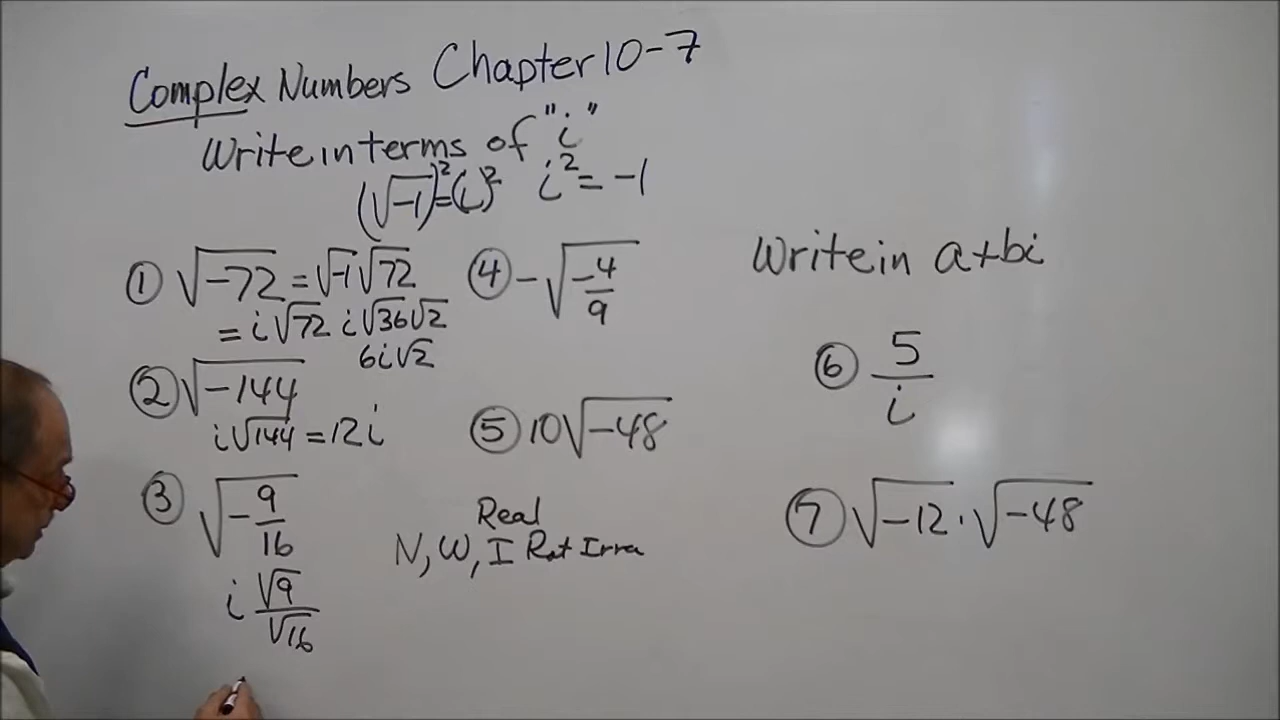 Complex Numbers Chapter 10-7
Write in terms of "i"
(√-1)²=(i)² i²=-1
① √-72 = √-1 √72
= i√72 i√36√2
6i√2
② √-144
i√144 = 12i
③ √-9/16
i √9/√16
④ -√-4/9
⑤ 10√-48
Real
N, W, I Rat Irra
Write in a+bi
⑥ 5/i
⑦ √-12 · √-48